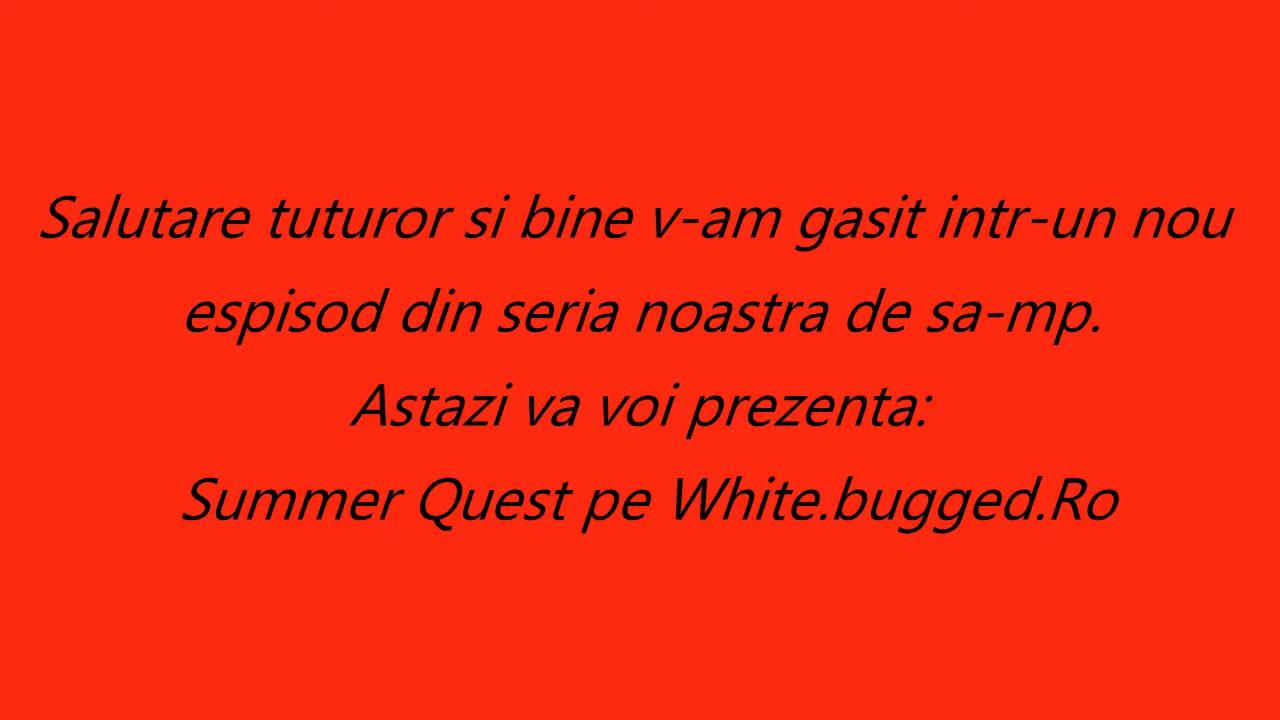 Salutare tuturor si bine v-am gasit intr-un nou
espisod din seria noastra de sa-mp.
Astazi va voi prezenta:
Summer Quest pe White.bugged.Ro